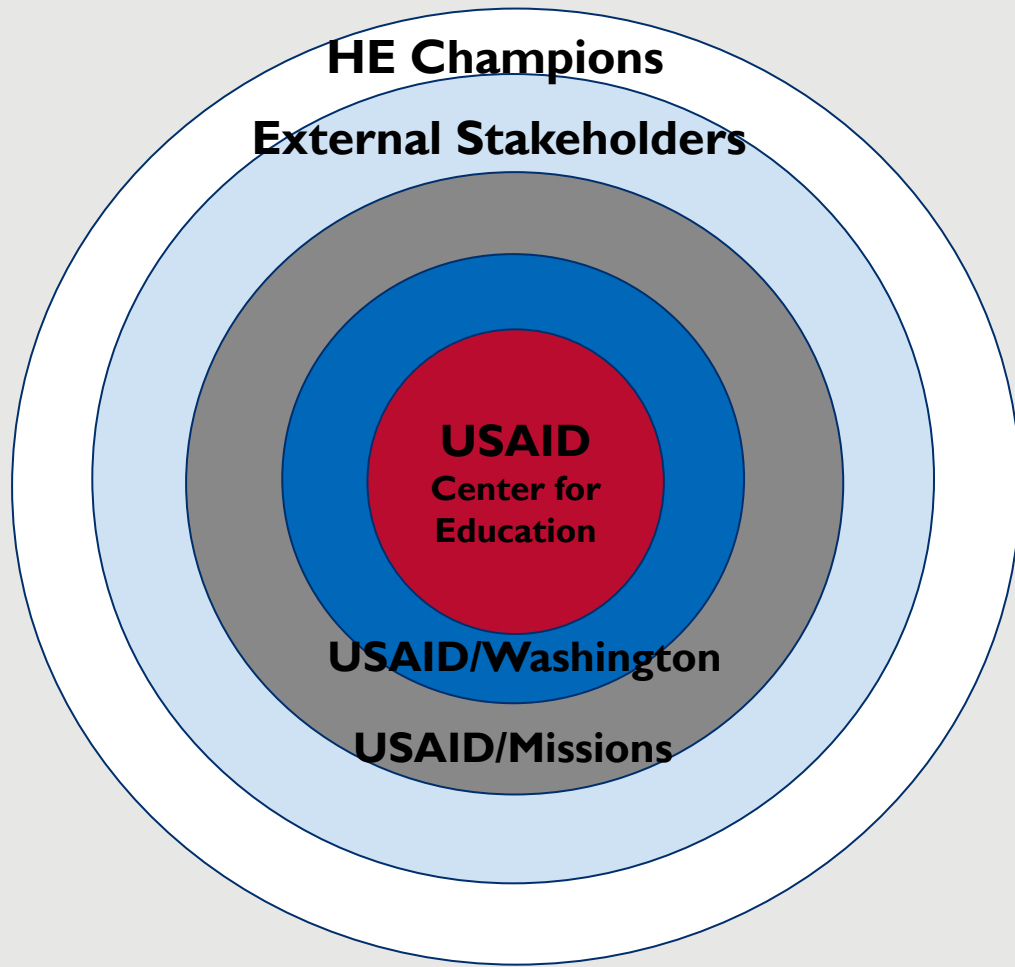 HE Champions
External Stakeholders
USAID
Center for
Education
USAID/Washington
USAID/Missions